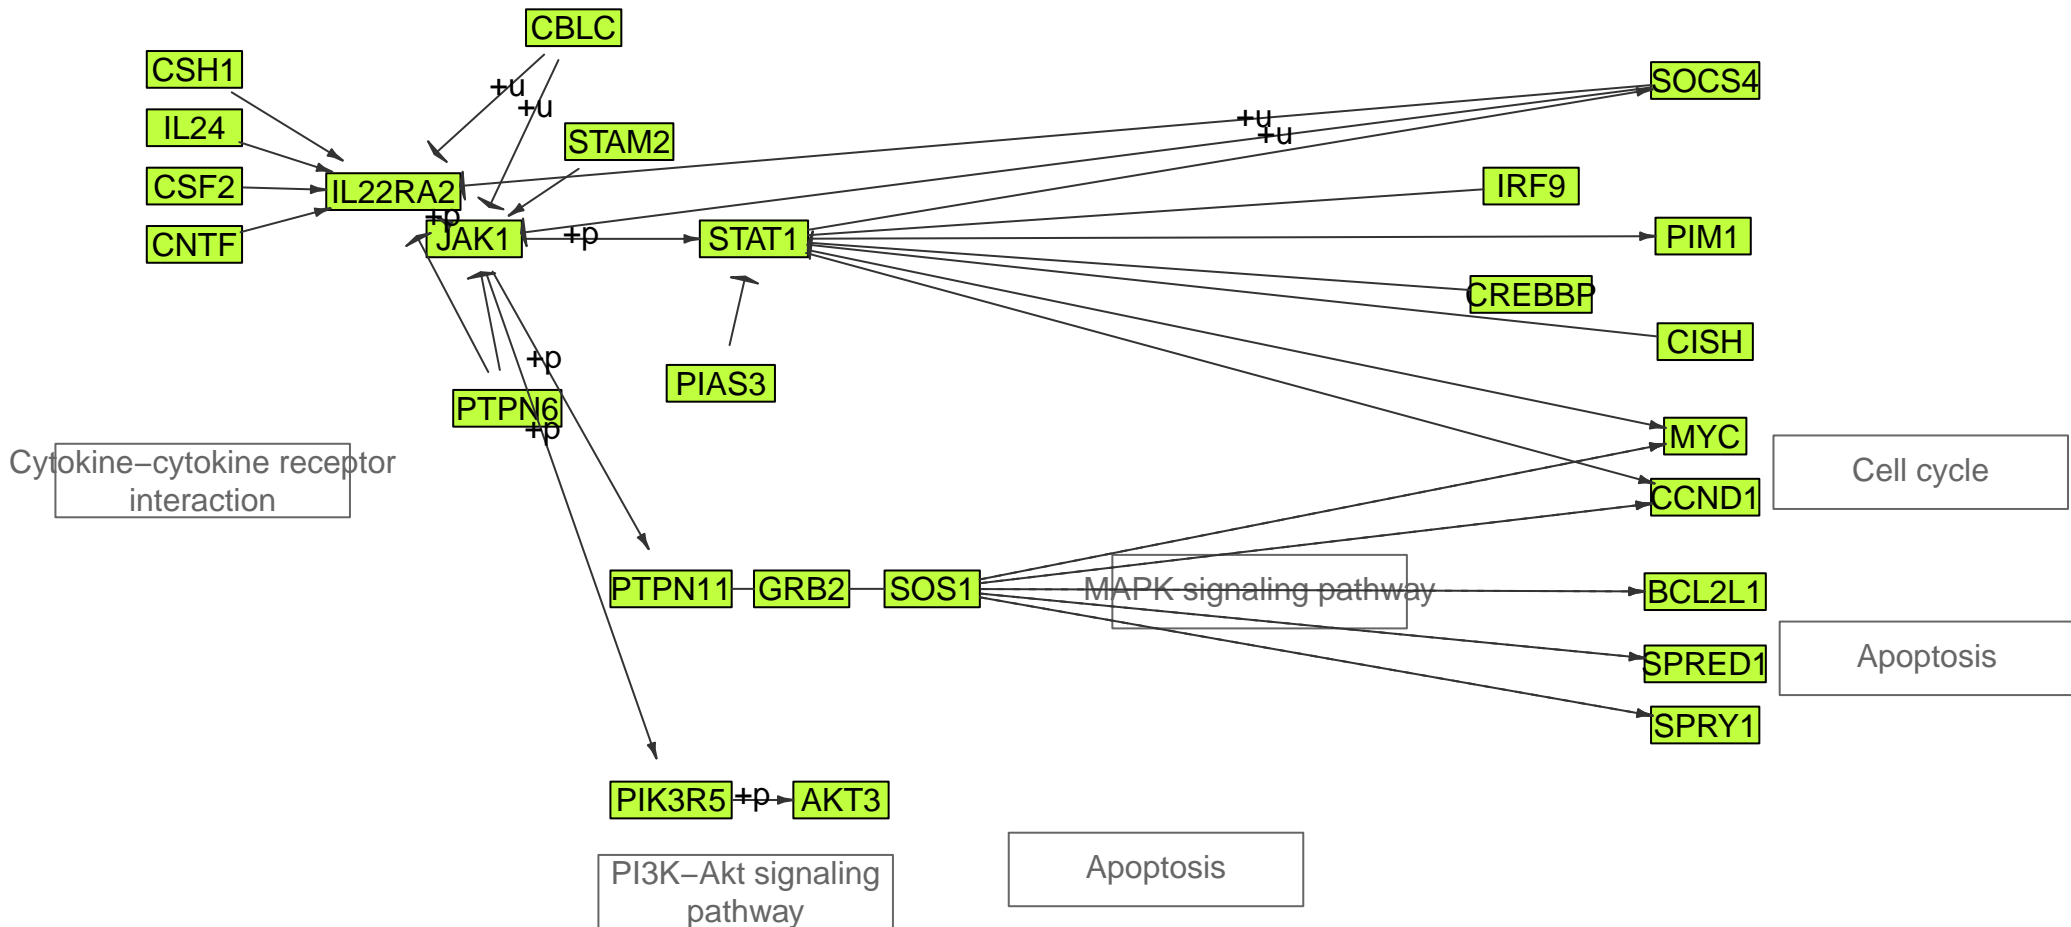 CBLC
CSH1
SOCS4
+u
+u
+u
+u
IL24
STAM2
CSF2
IL22RA2
IRF9
+p
CNTF
JAK1
+p
STAT1
PIM1
CREBBP
CISH
+p
PIAS3
PTPN6
+p
MYC
Cytokine–cytokine receptor
interaction
Cell cycle
CCND1
PTPN11
GRB2
SOS1
MAPK signaling pathway
BCL2L1
SPRED1
Apoptosis
SPRY1
PIK3R5
+p
AKT3
Apoptosis
PI3K–Akt signaling
pathway